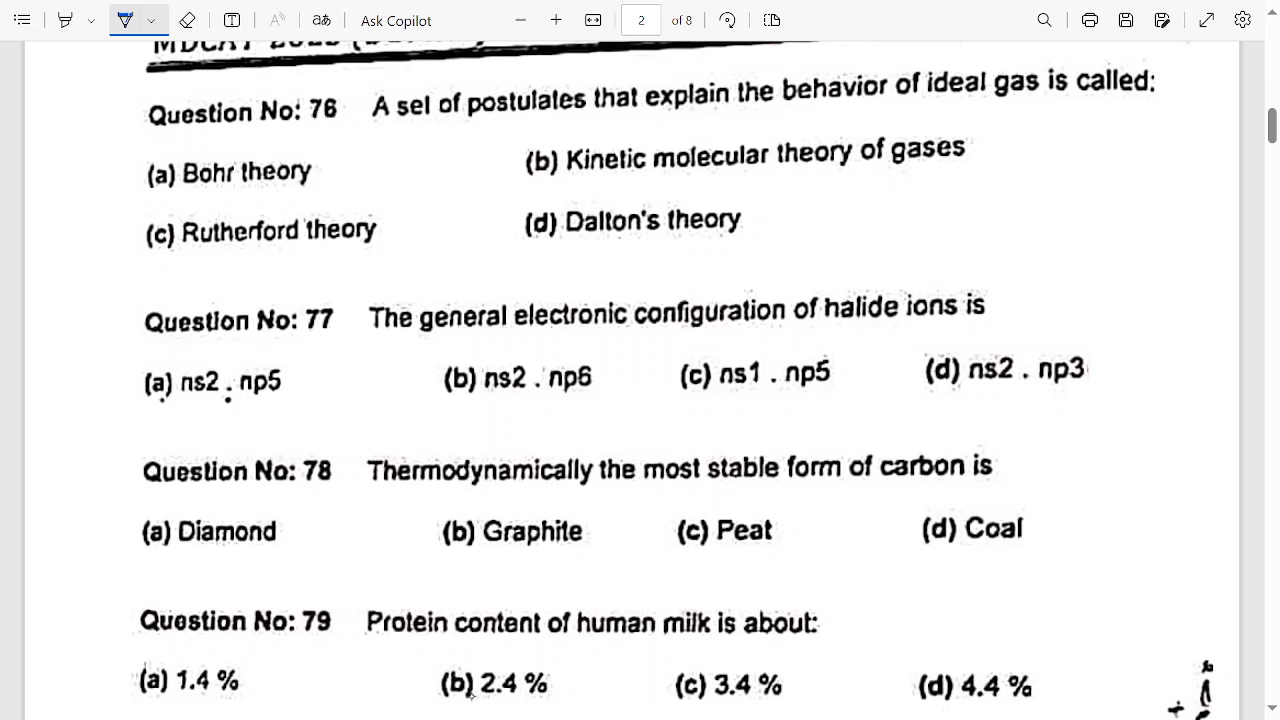 Ask Copilot
2 of 8
Question No: 76 A sel of postulates that explain the behavior of ideal gas is called:
(a) Bohr theory (b) Kinetic molecular theory of gases
(c) Rutherford theory (d) Dalton's theory
Question No: 77 The general electronic configuration of halide ions is
(a) ns2 . np5 (b) ns2 . np6 (c) ns1 . np5 (d) ns2 . np3
Question No: 78 Thermodynamically the most stable form of carbon is
(a) Diamond (b) Graphite (c) Peat (d) Coal
Question No: 79 Protein content of human milk is about:
(a) 1.4 % (b) 2.4 % (c) 3.4 % (d) 4.4 %